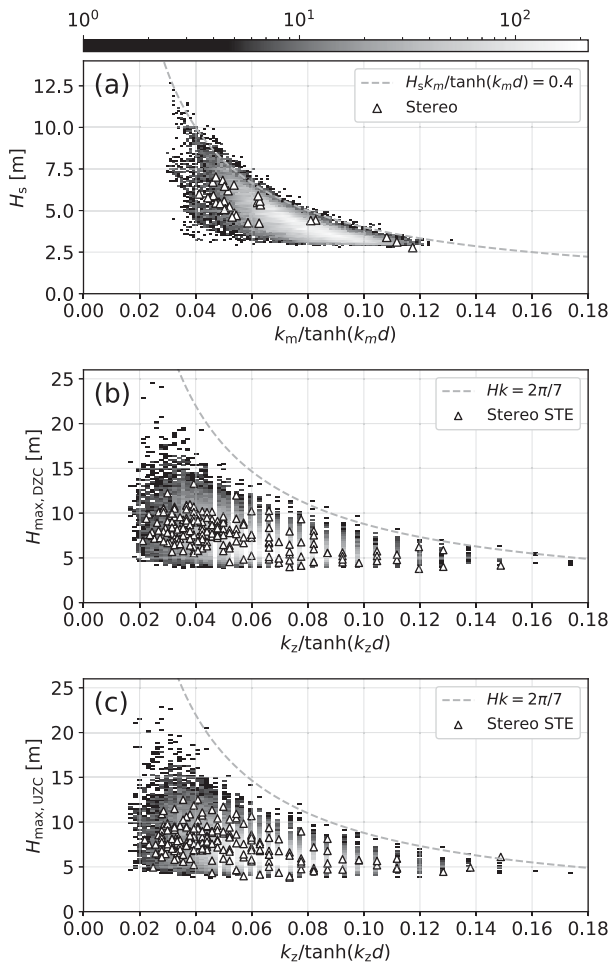 10⁰ 10¹ 10²
(a)
H_s k_m/tanh(k_m d) = 0.4
Stereo
12.5
10.0
7.5
5.0
2.5
0.0
H_s [m]
0.00 0.02 0.04 0.06 0.08 0.10 0.12 0.14 0.16 0.18
k_m/tanh(k_m d)
(b)
Hk = 2π/7
Stereo STE
25
20
15
10
5
0
H_max, DZC [m]
0.00 0.02 0.04 0.06 0.08 0.10 0.12 0.14 0.16 0.18
k_z/tanh(k_z d)
(c)
Hk = 2π/7
Stereo STE
25
20
15
10
5
0
H_max, UZC [m]
0.00 0.02 0.04 0.06 0.08 0.10 0.12 0.14 0.16 0.18
k_z/tanh(k_z d)